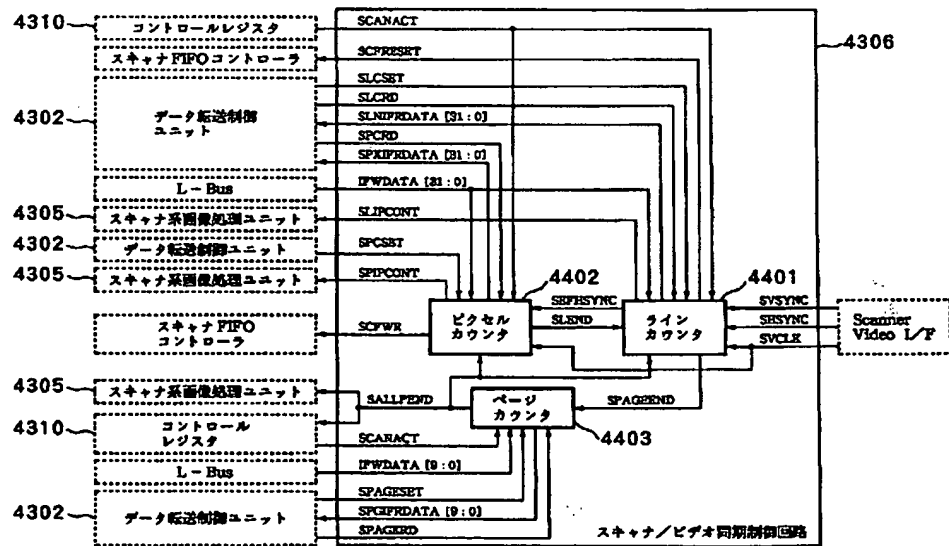 4310
コントロールレジスタ
SCANACT
4306
スキャナFIFOコントローラ
SCFRESET
SLCSET
4302
データ転送制御
ユニット
SLCRD
SLNIFRDATA [31:0]
SPCRD
SPXIFRDATA [31:0]
L-Bus
IFWDATA [31:0]
4305
スキャナ系画像処理ユニット
SLIPCONT
4302
データ転送制御ユニット
SPCSET
4305
スキャナ系画像処理ユニット
SPIPCONT
4402
4401
スキャナFIFO
コントローラ
SCFWR
ピクセル
カウンタ
SEFHSYNC
SLEND
ライン
カウンタ
SVSYNC
SHSYNC
SVCLK
Scanner
Video I/F
4305
スキャナ系画像処理ユニット
SALLPEND
ページ
カウンタ
SPAGEEND
4403
4310
コントロール
レジスタ
SCANACT
L-Bus
IFWDATA [9:0]
4302
データ転送制御ユニット
SPAGESET
SPGIFRDATA [9:0]
SPAGERD
スキャナ/ビデオ同期制御回路